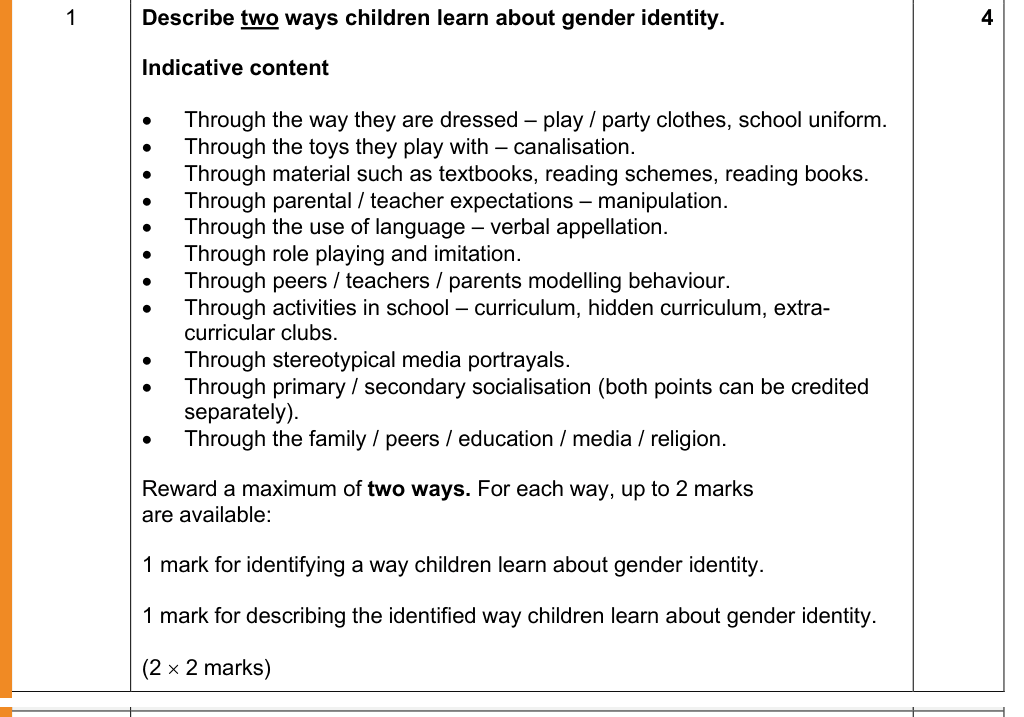 1 Describe two ways children learn about gender identity. 4
Indicative content
• Through the way they are dressed – play / party clothes, school uniform.
• Through the toys they play with – canalisation.
• Through material such as textbooks, reading schemes, reading books.
• Through parental / teacher expectations – manipulation.
• Through the use of language – verbal appellation.
• Through role playing and imitation.
• Through peers / teachers / parents modelling behaviour.
• Through activities in school – curriculum, hidden curriculum, extra-
curricular clubs.
• Through stereotypical media portrayals.
• Through primary / secondary socialisation (both points can be credited
separately).
• Through the family / peers / education / media / religion.
Reward a maximum of two ways. For each way, up to 2 marks
are available:
1 mark for identifying a way children learn about gender identity.
1 mark for describing the identified way children learn about gender identity.
(2 × 2 marks)